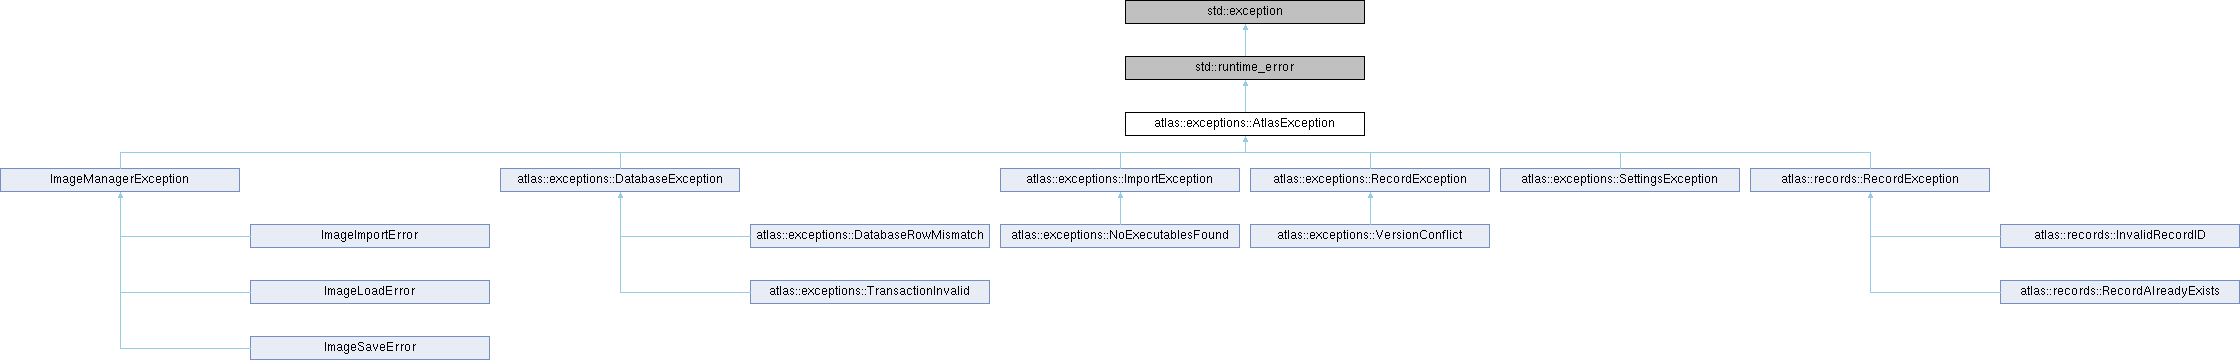 std::exception
std::runtime_error
atlas::exceptions::AtlasException
ImageManagerException
atlas::exceptions::DatabaseException
atlas::exceptions::ImportException
atlas::exceptions::RecordException
atlas::exceptions::SettingsException
atlas::records::RecordException
ImageImportError
atlas::exceptions::DatabaseRowMismatch
atlas::exceptions::NoExecutablesFound
atlas::exceptions::VersionConflict
atlas::records::InvalidRecordID
ImageLoadError
atlas::exceptions::TransactionInvalid
atlas::records::RecordAlreadyExists
ImageSaveError